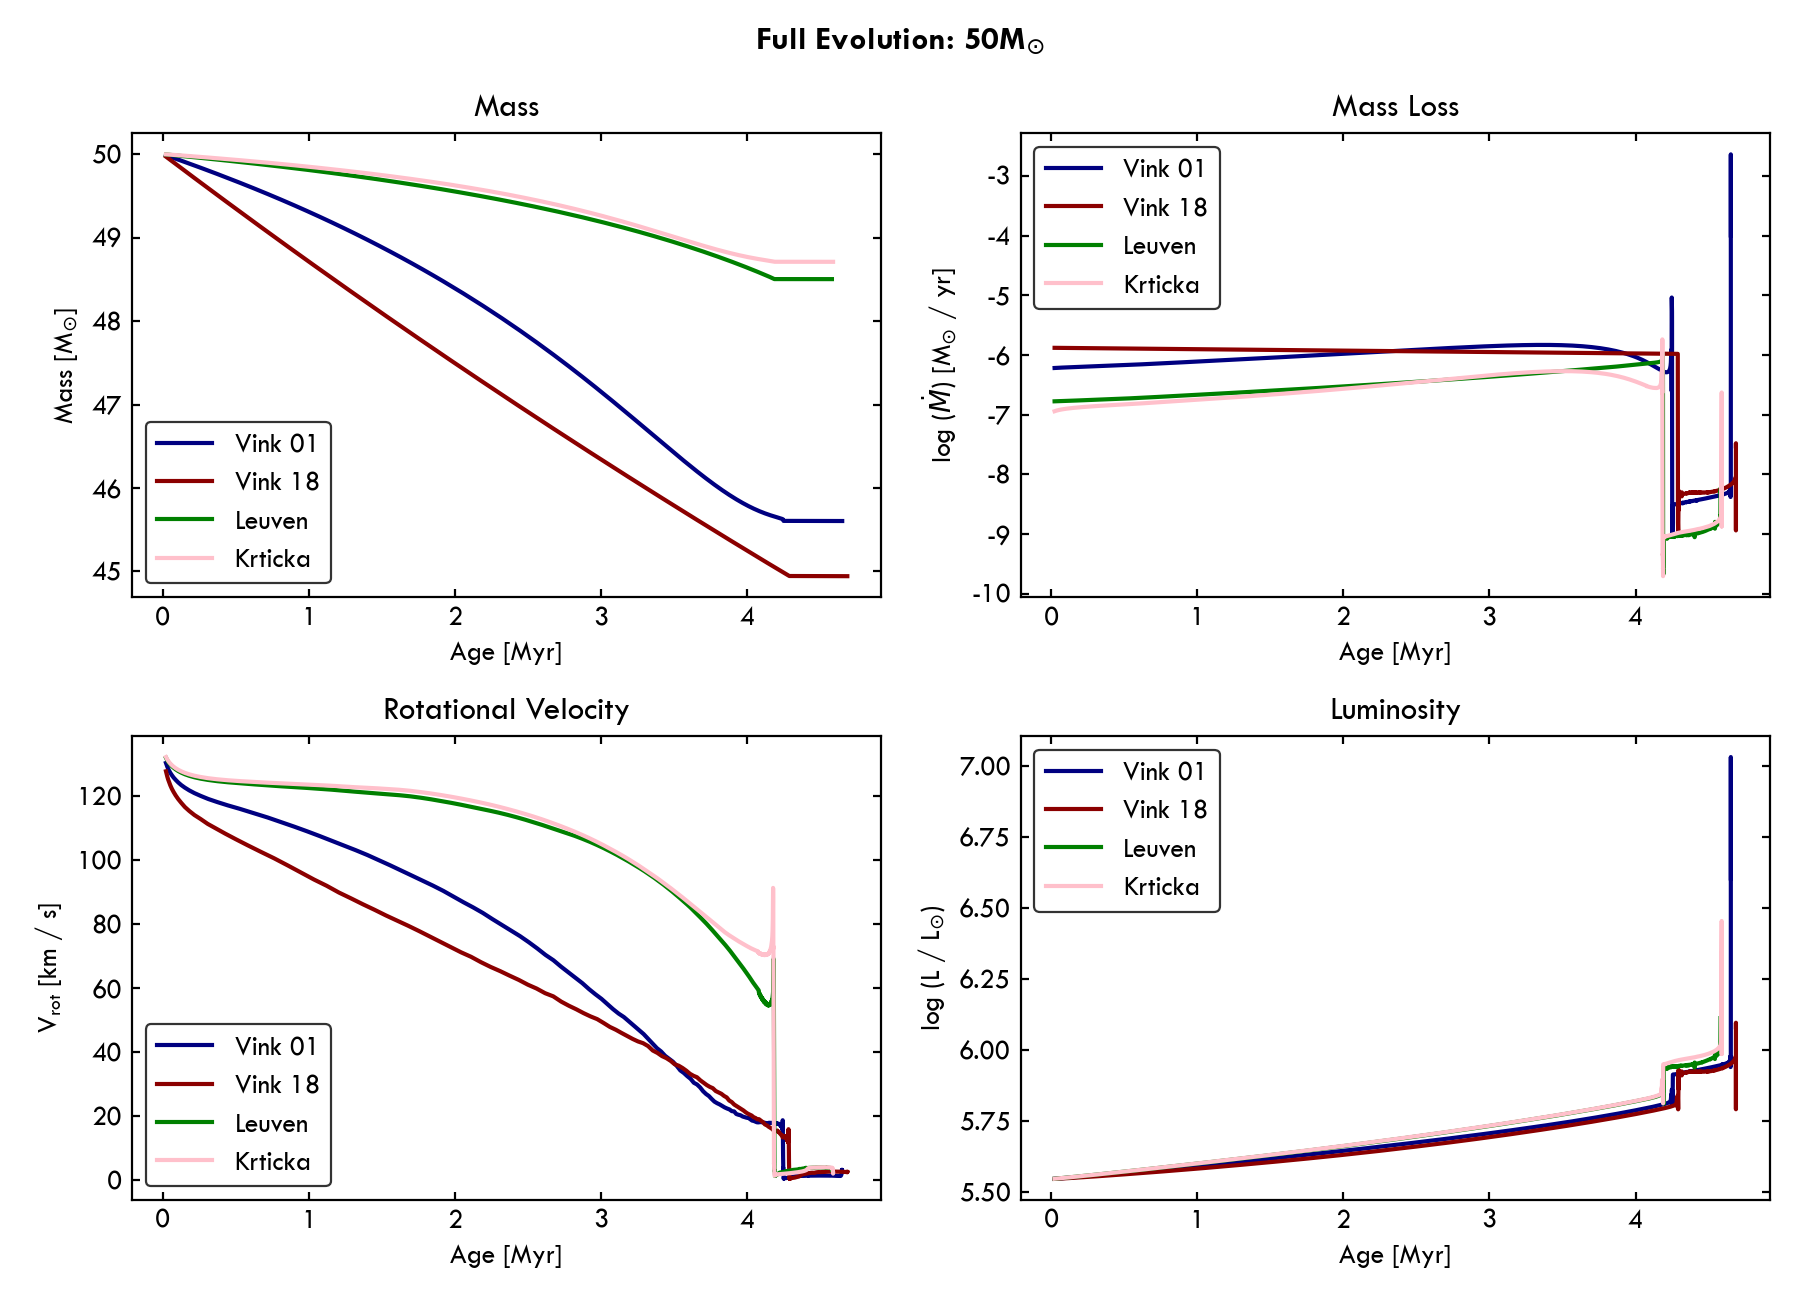 Full Evolution: 50M⊙
Mass
50
49
48
47
46
45
Mass [M⊙]
Vink 01
Vink 18
Leuven
Krticka
0 1 2 3 4
Age [Myr]
Mass Loss
-3
-4
-5
-6
-7
-8
-9
-10
log (Ṁ) [M⊙ / yr]
Vink 01
Vink 18
Leuven
Krticka
0 1 2 3 4
Age [Myr]
Rotational Velocity
120
100
80
60
40
20
0
Vrot [km / s]
Vink 01
Vink 18
Leuven
Krticka
0 1 2 3 4
Age [Myr]
Luminosity
7.00
6.75
6.50
6.25
6.00
5.75
5.50
log (L / L⊙)
Vink 01
Vink 18
Leuven
Krticka
0 1 2 3 4
Age [Myr]